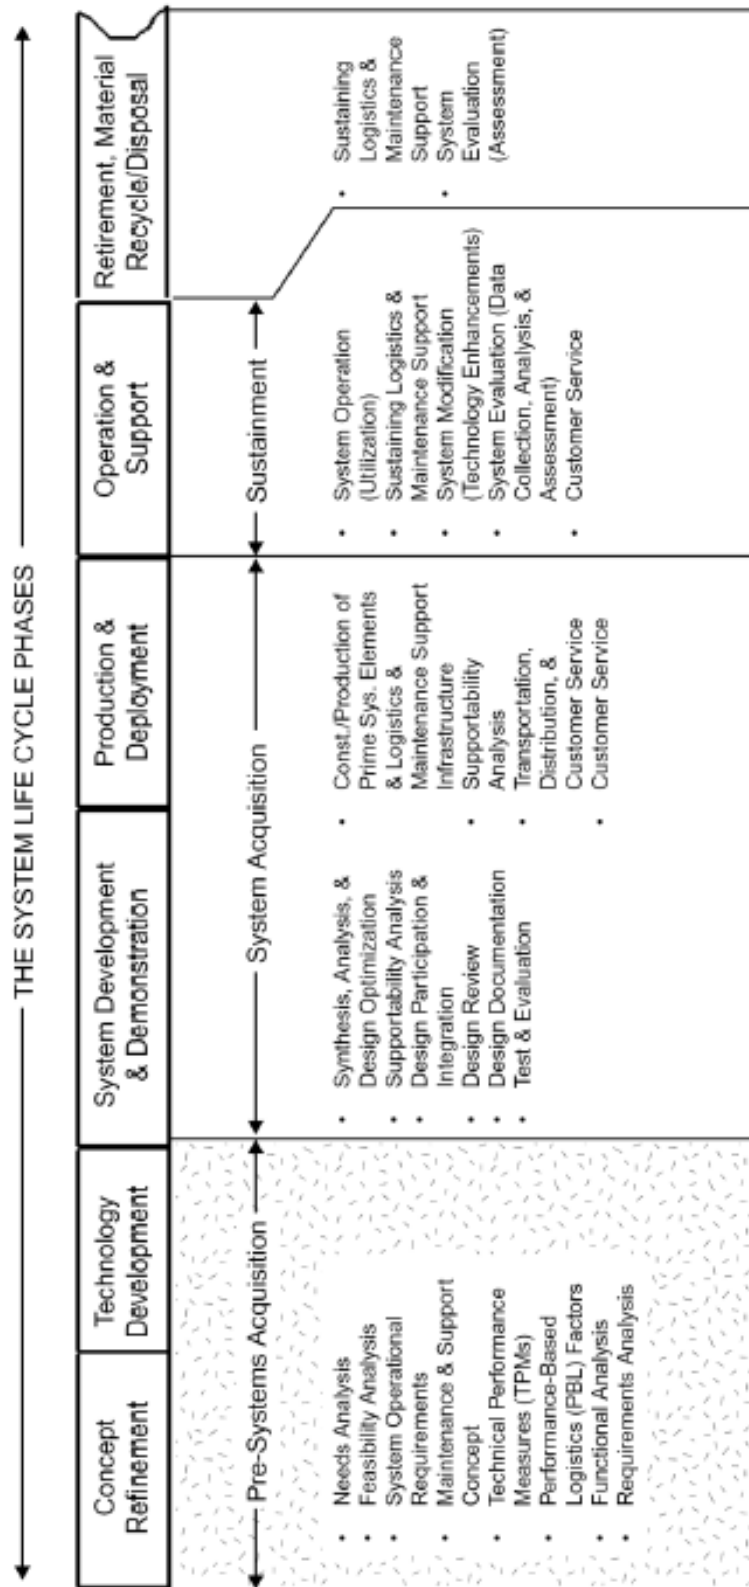 THE SYSTEM LIFE CYCLE PHASES
Concept
Refinement
Technology
Development
System Development
& Demonstration
Production &
Deployment
Operation &
Support
Retirement, Material
Recycle/Disposal
Pre-Systems Acquisition
System Acquisition
Sustainment
• Needs Analysis
• Feasibility Analysis
• System Operational
Requirements
• Maintenance & Support
Concept
• Technical Performance
Measures (TPMs)
• Performance-Based
Logistics (PBL) Factors
• Functional Analysis
• Requirements Analysis
• Synthesis, Analysis, &
Design Optimization
• Supportability Analysis
• Design Participation &
Integration
• Design Review
• Design Documentation
• Test & Evaluation
• Const./Production of
Prime Sys. Elements
& Logistics &
Maintenance Support
Infrastructure
• Supportability
Analysis
• Transportation,
Distribution, &
Customer Service
• Customer Service
• System Operation
(Utilization)
• Sustaining Logistics &
Maintenance Support
• System Modification
(Technology Enhancements)
• System Evaluation (Data
Collection, Analysis, &
Assessment)
• Customer Service
• Sustaining
Logistics &
Maintenance
Support
• System
Evaluation
(Assessment)